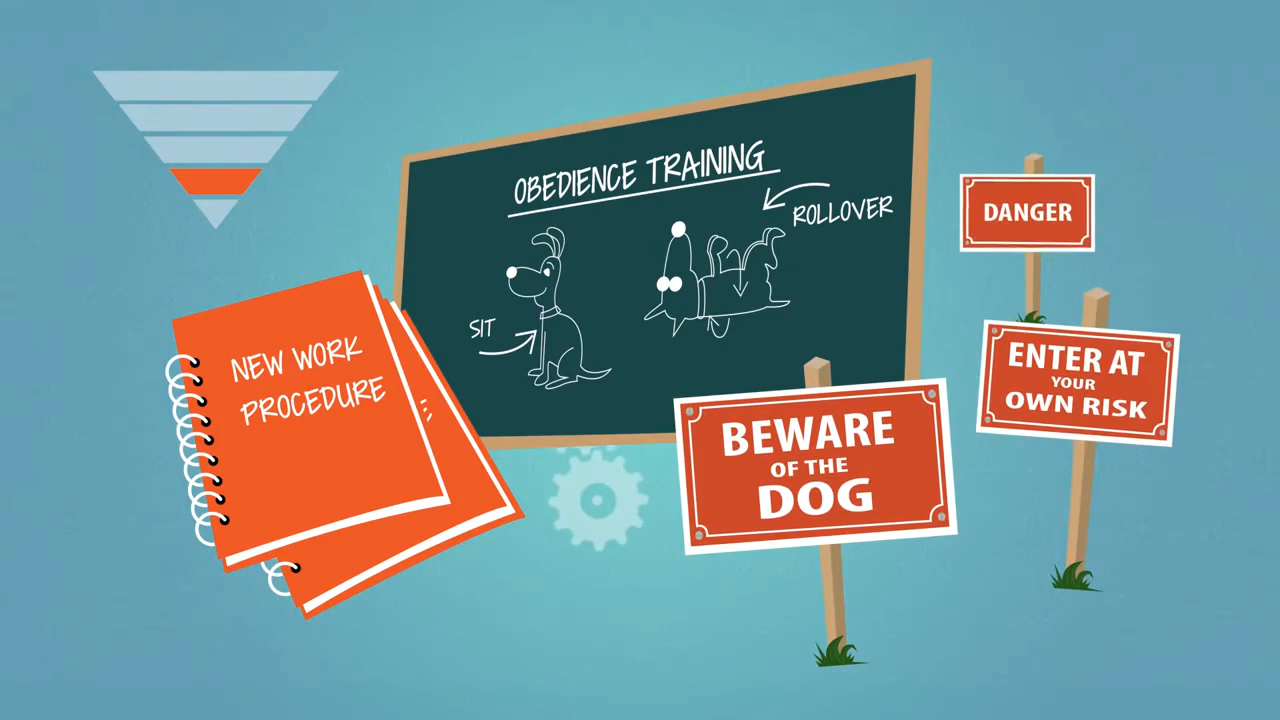 OBEDIENCE TRAINING
ROLLOVER
SIT
NEW WORK
PROCEDURE
DANGER
ENTER AT
YOUR
OWN RISK
BEWARE
OF THE
DOG